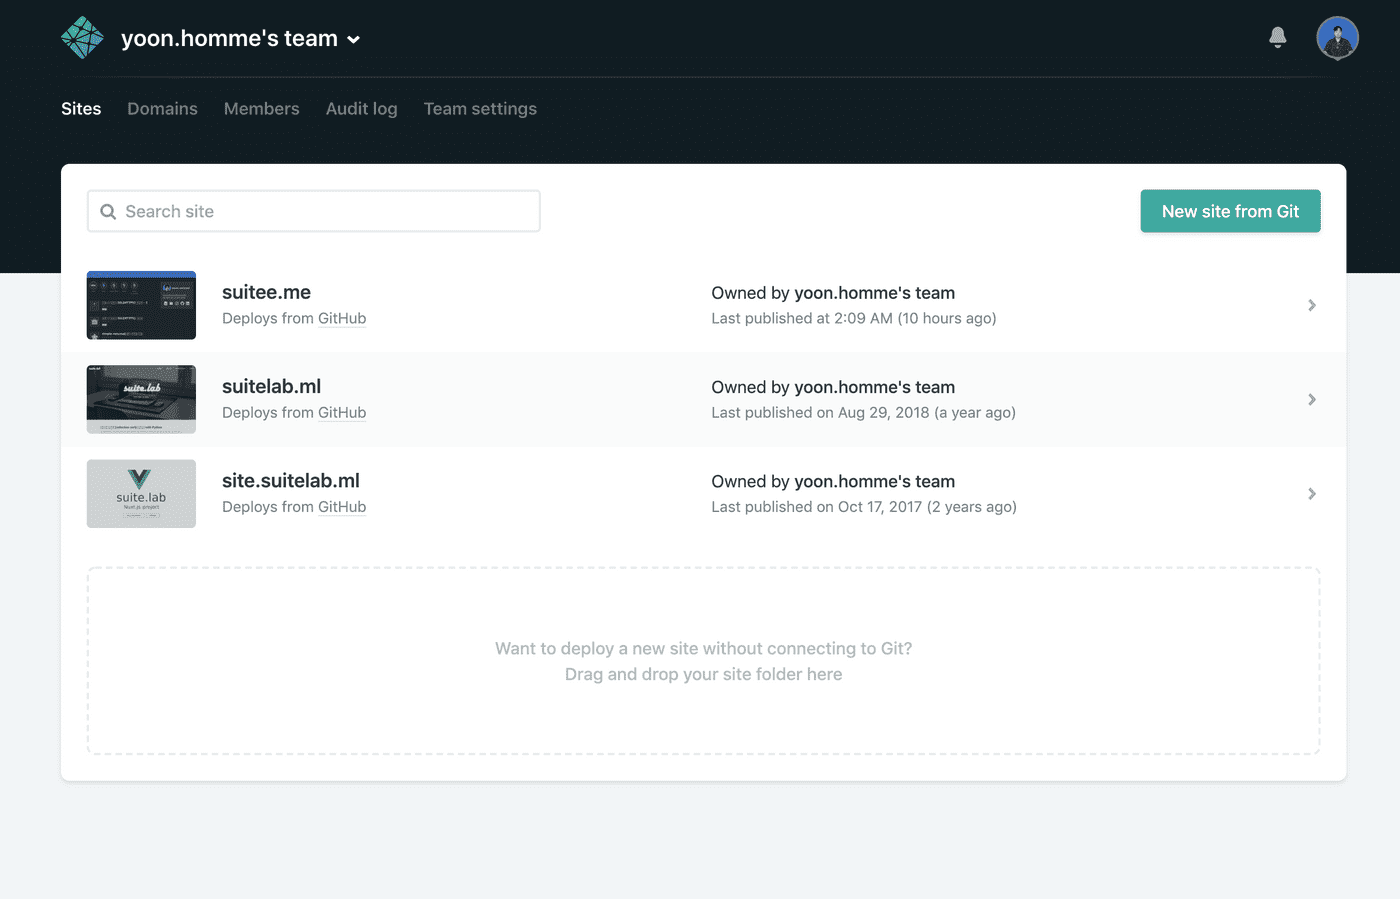 yoon.homme's team
Sites Domains Members Audit log Team settings
Search site
New site from Git
suitee.me
Deploys from GitHub
Owned by yoon.homme's team
Last published at 2:09 AM (10 hours ago)
suite.lab
suitelab.ml
Deploys from GitHub
Owned by yoon.homme's team
Last published on Aug 29, 2018 (a year ago)
suite.lab
Nuxt.js project
site.suitelab.ml
Deploys from GitHub
Owned by yoon.homme's team
Last published on Oct 17, 2017 (2 years ago)
Want to deploy a new site without connecting to Git?
Drag and drop your site folder here